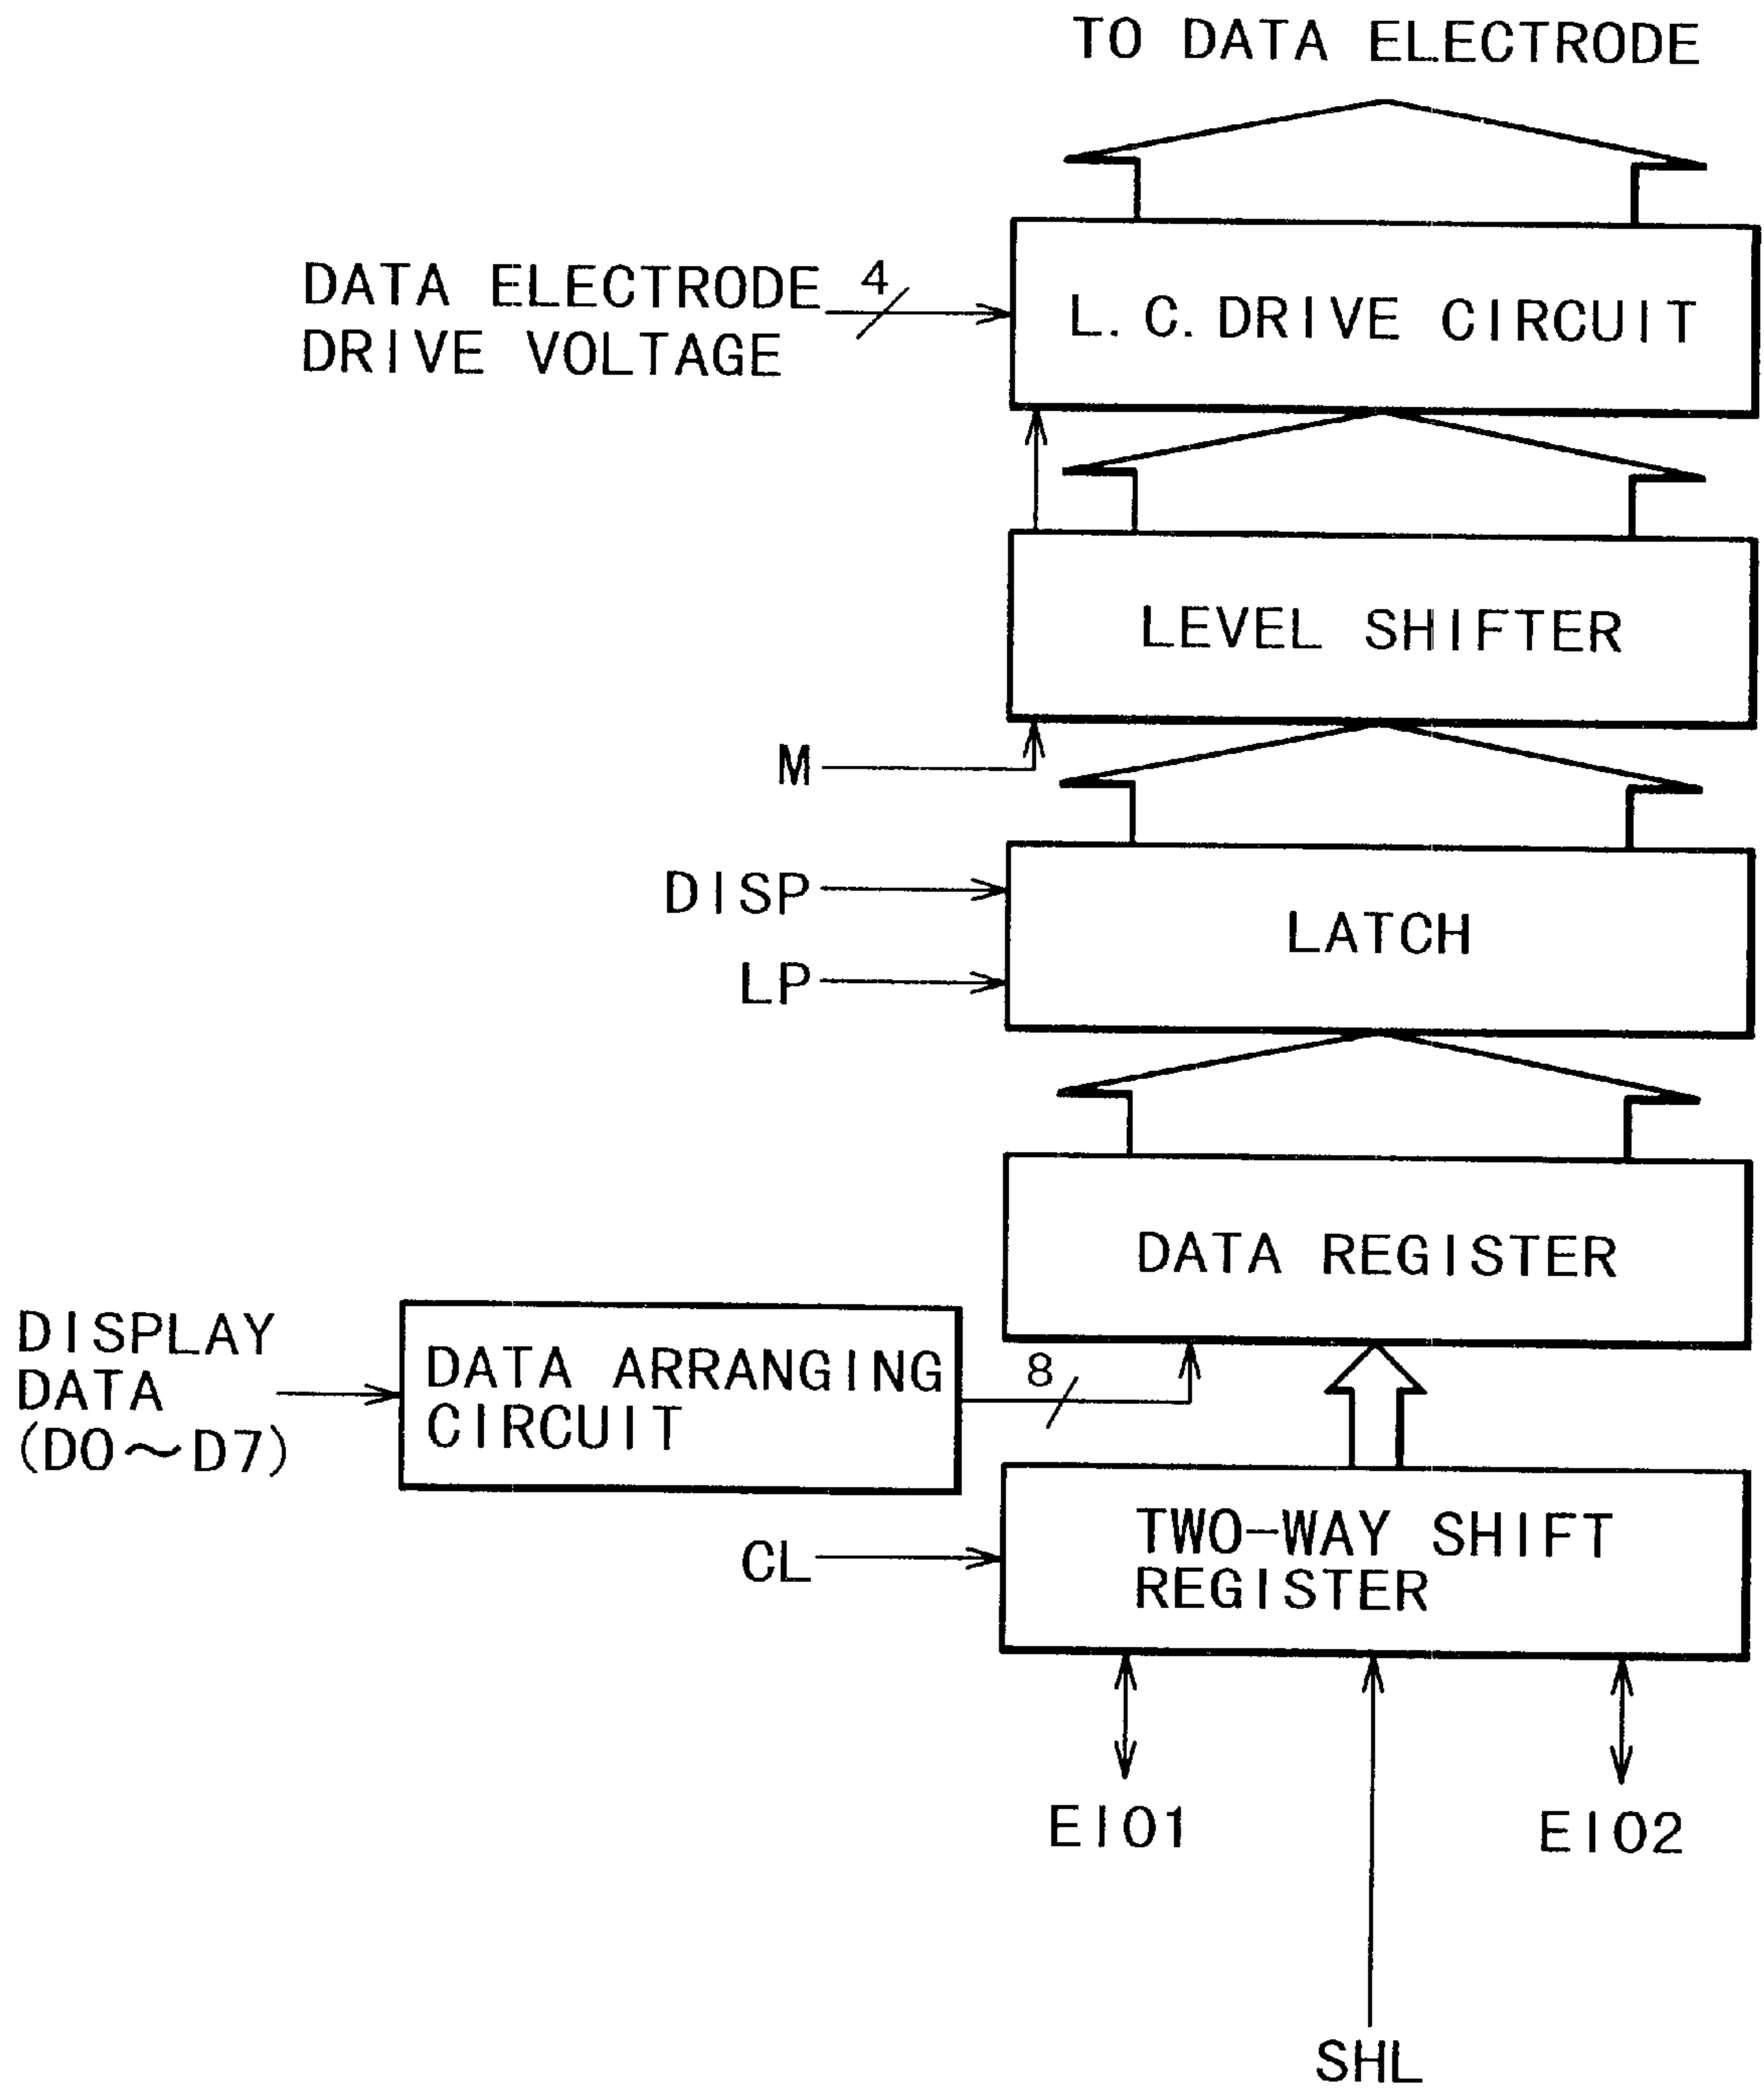 TO DATA ELECTRODE
DATA ELECTRODE
DRIVE VOLTAGE
4
L.C.DRIVE CIRCUIT
LEVEL SHIFTER
M
DISP
LP
LATCH
DATA REGISTER
DISPLAY
DATA
(D0~D7)
DATA ARRANGING
CIRCUIT
8
CL
TWO-WAY SHIFT
REGISTER
EIO1
EIO2
SHL